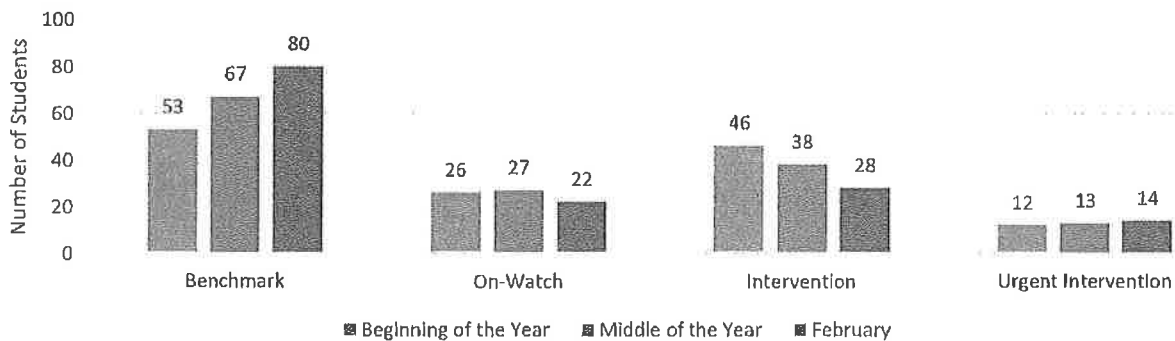 Number of Students
100
80
60
40
20
0
53
67
80
26
27
22
46
38
28
12
13
14
Benchmark
On-Watch
Intervention
Urgent Intervention
Beginning of the Year
Middle of the Year
February